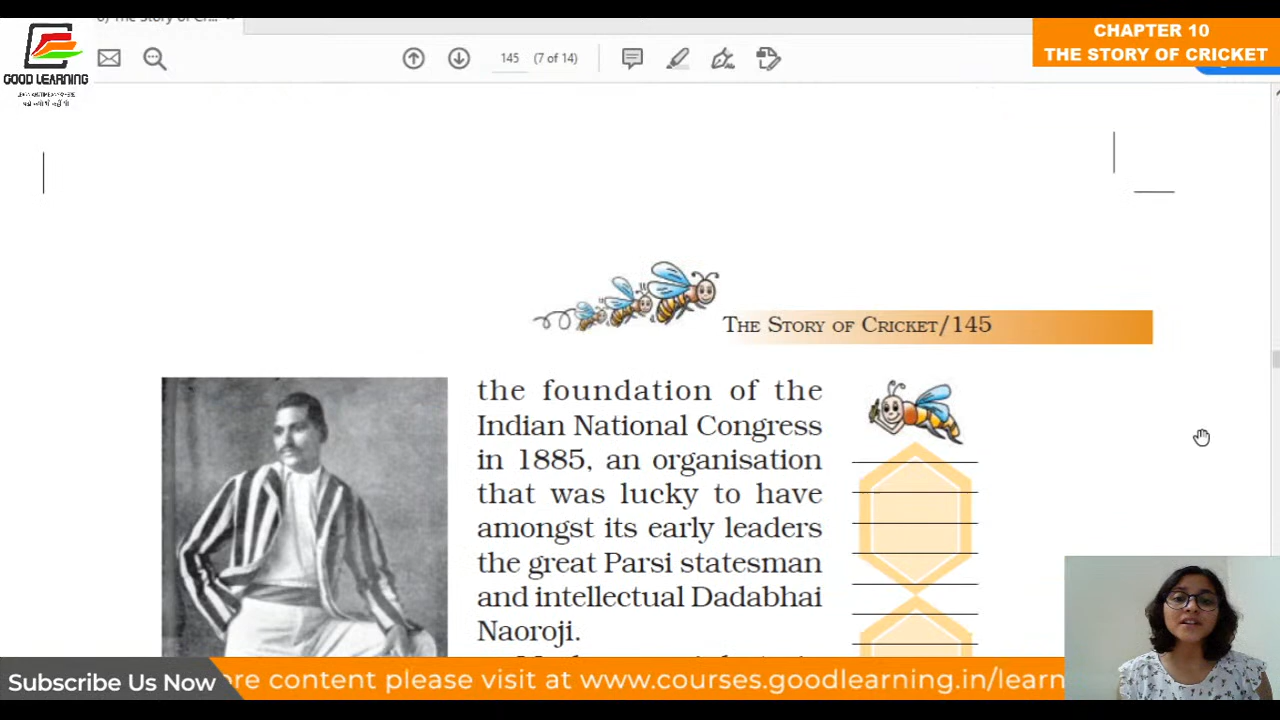 CHAPTER 10
THE STORY OF CRICKET
GOOD LEARNING
145 (7 of 14)
THE STORY OF CRICKET/145
the foundation of the
Indian National Congress
in 1885, an organisation
that was lucky to have
amongst its early leaders
the great Parsi statesman
and intellectual Dadabhai
Naoroji.
Subscribe Us Now
ore content please visit at www.courses.goodlearning.in/learn